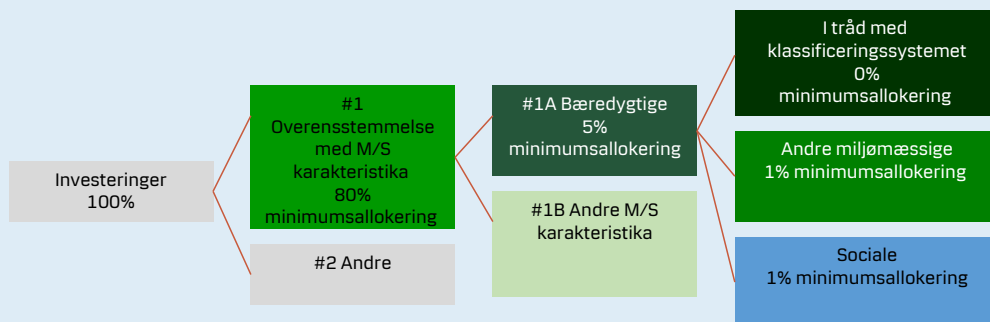 Investeringer
100%
#1
Overensstemmelse
med M/S
karakteristika
80%
minimumsallokering
#2 Andre
#1A Bæredygtige
5%
minimumsallokering
#1B Andre M/S
karakteristika
I tråd med
klassificeringssystemet
0%
minimumsallokering
Andre miljømæssige
1% minimumsallokering
Sociale
1% minimumsallokering